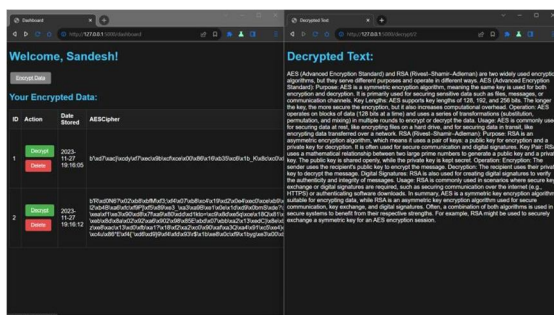 Dashboard
http://127.0.0.1:5000/dashboard
Welcome, Sandesh!
Encrypt Data
Your Encrypted Data:
ID Action Date Stored AESCipher
1 Decrypt Delete 2023-11-27 19:16:05
2 Decrypt Delete 2023-11-27 19:16:12
Decrypted Text
http://127.0.0.1:5000/decrypt/2
Decrypted Text:
AES (Advanced Encryption Standard) and RSA (Rivest–Shamir–Adleman) are two widely used encryption
algorithms, but they serve different purposes and operate in different ways. AES (Advanced Encryption
Standard): Purpose: AES is a symmetric encryption algorithm, meaning the same key is used for both
encryption and decryption. It is primarily used for securing sensitive data such as files, messages, or
communication channels. Key Lengths: AES supports key lengths of 128, 192, and 256 bits. The longer
the key, the more secure the encryption, but it also increases computational overhead. Operation: AES
operates on blocks of data (128 bits at a time) and uses a series of transformations (substitution,
permutation, and mixing) in multiple rounds to encrypt or decrypt the data. Usage: AES is commonly used
for securing data at rest, like encrypting files on a hard drive, and for securing data in transit, like
encrypting data transferred over a network. RSA (Rivest–Shamir–Adleman): Purpose: RSA is an
asymmetric encryption algorithm, which means it uses a pair of keys: a public key for encryption and a
private key for decryption. It is often used for secure communication and digital signatures. Key Pair: RSA
uses a mathematical relationship between two large prime numbers to generate a public key and a private
key. The public key is shared openly, while the private key is kept secret. Operation: Encryption: The
sender uses the recipient's public key to encrypt the message. Decryption: The recipient uses their private
key to decrypt the message. Digital Signatures: RSA is also used for creating digital signatures to verify
the authenticity and integrity of messages. Usage: RSA is commonly used in scenarios where secure key
exchange or digital signatures are required, such as securing communication over the internet (e.g.,
HTTPS) or authenticating software downloads. In summary, AES is a symmetric key encryption algorithm
suitable for encrypting data, while RSA is an asymmetric key encryption algorithm used for secure
communication, key exchange, and digital signatures. Often, a combination of both algorithms is used in
secure systems to benefit from their respective strengths. For example, RSA might be used to securely
exchange a symmetric key for an AES encryption session.